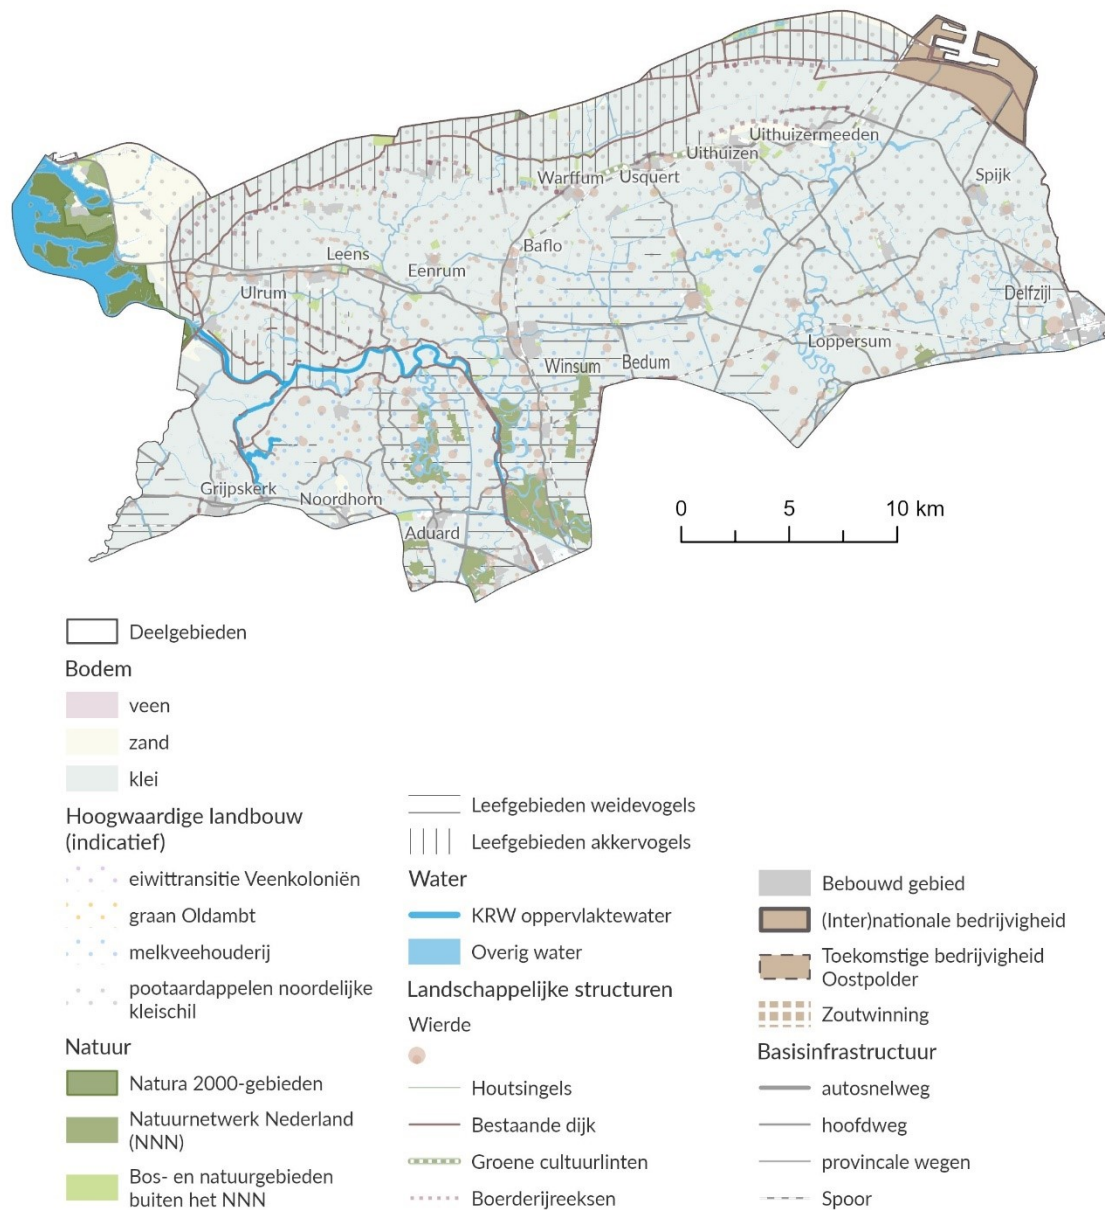 Uithuizermeeden
Uithuizen
Warffum
Usquert
Spijk
Baflo
Leens
Eenrum
Ulrum
Delfzijl
Loppersum
Winsum
Bedum
Grijpskerk
Noordhorn
Aduard
0 5 10 km
Deelgebieden
Bodem
veen
zand
klei
Hoogwaardige landbouw
(indicatief)
eiwittransitie Veenkoloniën
graan Oldambt
melkveehouderij
pootaardappelen noordelijke
kleischil
Natuur
Natura 2000-gebieden
Natuurnetwerk Nederland
(NNN)
Bos- en natuurgebieden
buiten het NNN
Leefgebieden weidevogels
Leefgebieden akkervogels
Water
KRW oppervlaktewater
Overig water
Landschappelijke structuren
Wierde
Houtsingels
Bestaande dijk
Groene cultuurlinten
Boerderijreeksen
Bebouwd gebied
(Inter)nationale bedrijvigheid
Toekomstige bedrijvigheid
Oostpolder
Zoutwinning
Basisinfrastructuur
autosnelweg
hoofdweg
provincale wegen
Spoor